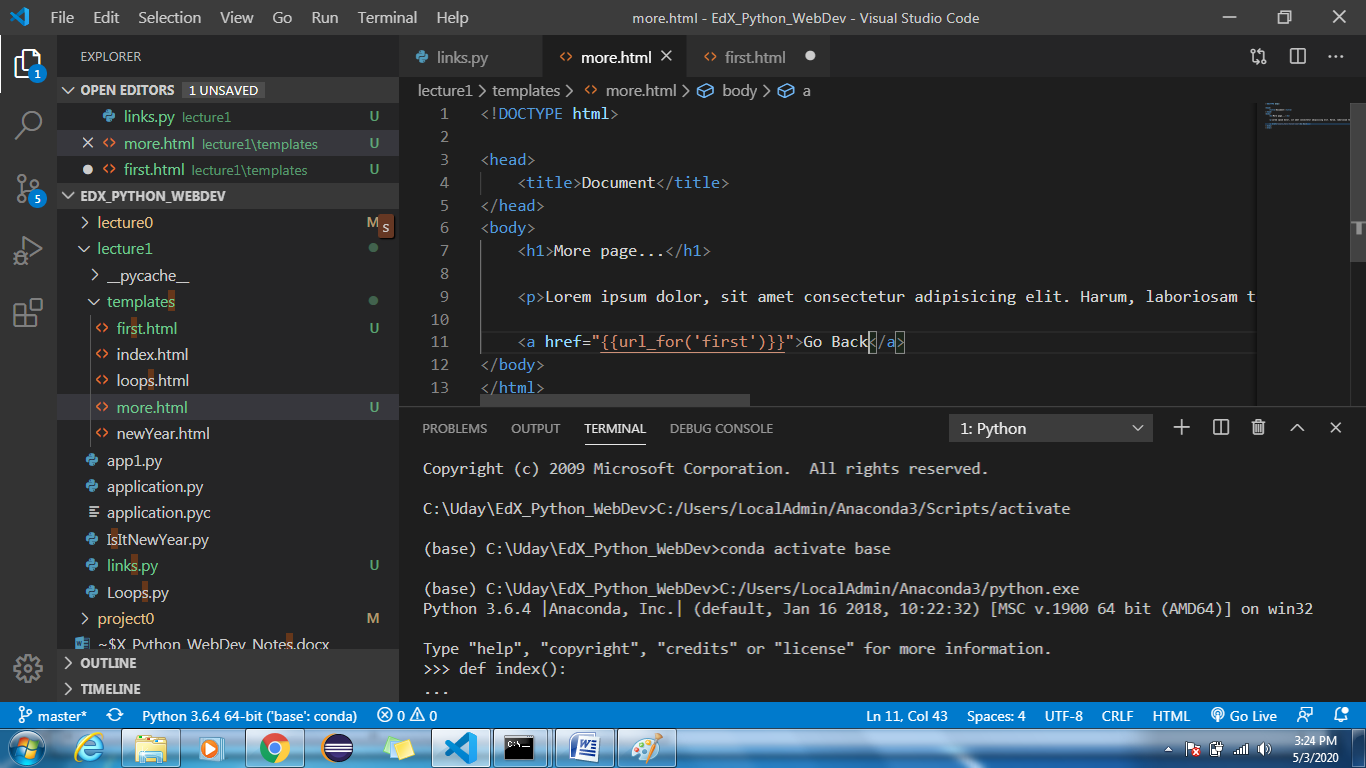 File Edit Selection View Go Run Terminal Help
more.html - EdX_Python_WebDev - Visual Studio Code
EXPLORER
OPEN EDITORS 1 UNSAVED
links.py lecture1 U
more.html lecture1\templates U
first.html lecture1\templates U
EDX_PYTHON_WEBDEV
lecture0 M
s
lecture1
__pycache__
templates
first.html U
index.html
loops.html
more.html U
newYear.html
app1.py
application.py
application.pyc
IsItNewYear.py
links.py U
Loops.py
project0 M
~$X_Python_WebDev_Notes.docx
OUTLINE
TIMELINE
1
5
links.py more.html first.html
lecture1 > templates > more.html > body > a
1 <!DOCTYPE html>
2
3 <head>
4 <title>Document</title>
5 </head>
6 <body>
7 <h1>More page...</h1>
8
9 <p>Lorem ipsum dolor, sit amet consectetur adipisicing elit. Harum, laboriosam t
10
11 <a href="{{url_for('first')}}">Go Back</a>
12 </body>
13 </html>
PROBLEMS OUTPUT TERMINAL DEBUG CONSOLE 1: Python
Copyright (c) 2009 Microsoft Corporation.  All rights reserved.
C:\Uday\EdX_Python_WebDev>C:/Users/LocalAdmin/Anaconda3/Scripts/activate
(base) C:\Uday\EdX_Python_WebDev>conda activate base
(base) C:\Uday\EdX_Python_WebDev>C:/Users/LocalAdmin/Anaconda3/python.exe
Python 3.6.4 |Anaconda, Inc.| (default, Jan 16 2018, 10:22:32) [MSC v.1900 64 bit (AMD64)] on win32
Type "help", "copyright", "credits" or "license" for more information.
>>> def index():
...
master* Python 3.6.4 64-bit ('base': conda) 0 0 Ln 11, Col 43 Spaces: 4 UTF-8 CRLF HTML Go Live
3:24 PM
5/3/2020